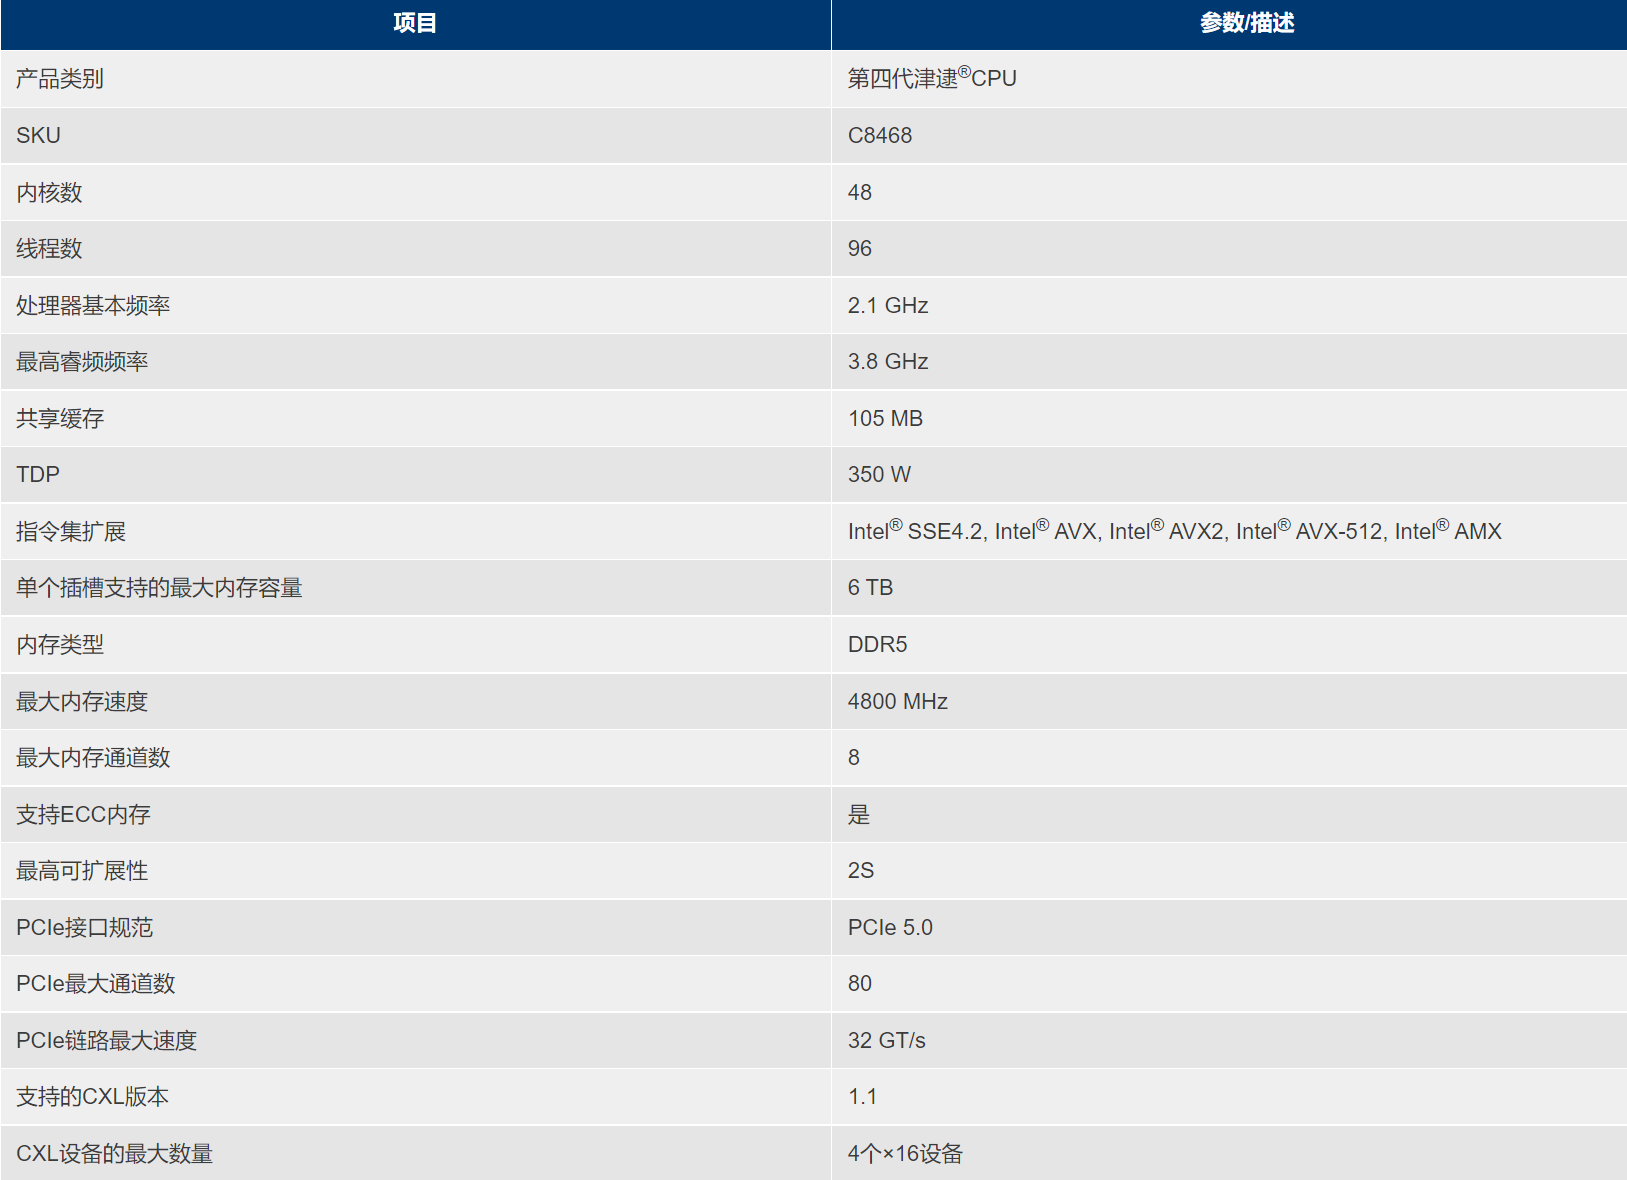 项目 参数/描述
产品类别 第四代津逮®CPU
SKU C8468
内核数 48
线程数 96
处理器基本频率 2.1 GHz
最高睿频频率 3.8 GHz
共享缓存 105 MB
TDP 350 W
指令集扩展 Intel® SSE4.2, Intel® AVX, Intel® AVX2, Intel® AVX-512, Intel® AMX
单个插槽支持的最大内存容量 6 TB
内存类型 DDR5
最大内存速度 4800 MHz
最大内存通道数 8
支持ECC内存 是
最高可扩展性 2S
PCIe接口规范 PCIe 5.0
PCIe最大通道数 80
PCIe链路最大速度 32 GT/s
支持的CXL版本 1.1
CXL设备的最大数量 4个×16设备